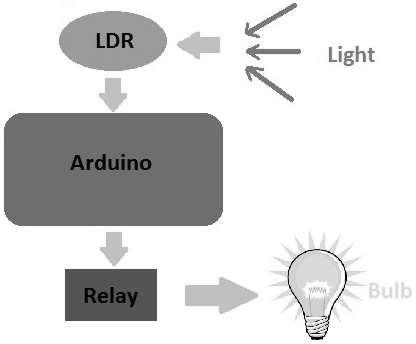 LDR
Light
Arduino
Relay
Bulb